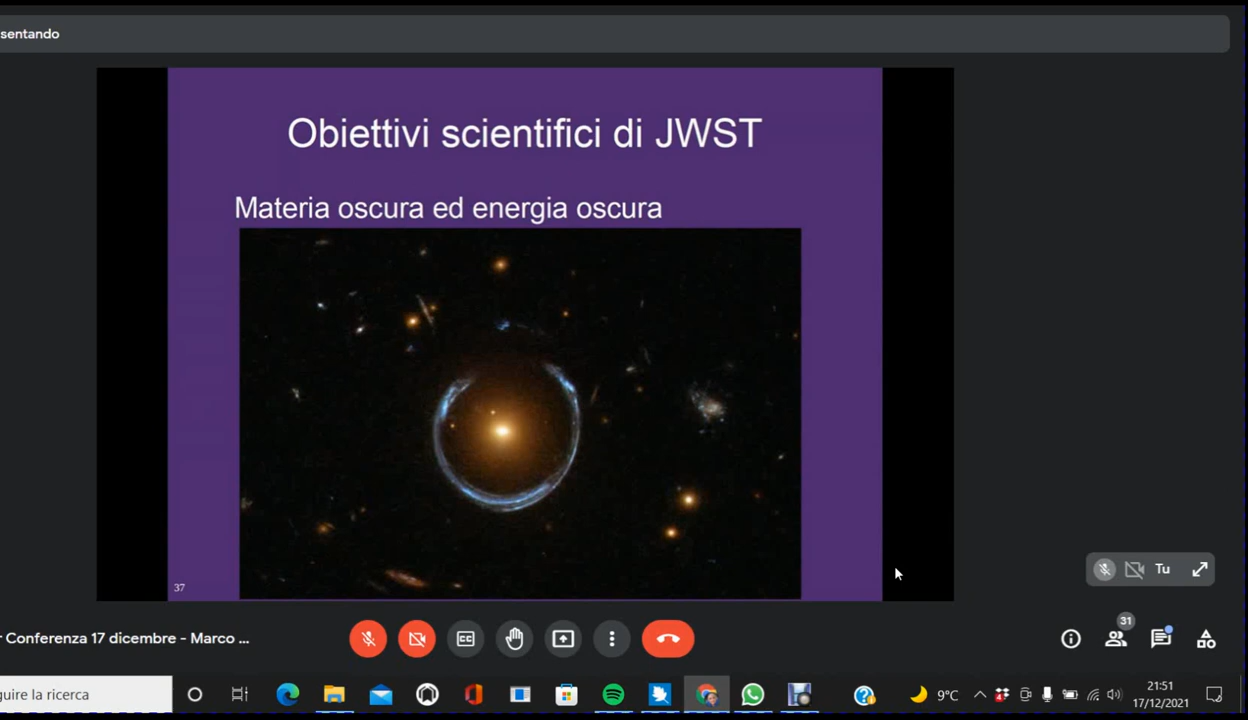 sentando
Obiettivi scientifici di JWST
Materia oscura ed energia oscura
37
Tu
r Conferenza 17 dicembre - Marco ...
CC
31
guire la ricerca
9°C
21:51
17/12/2021